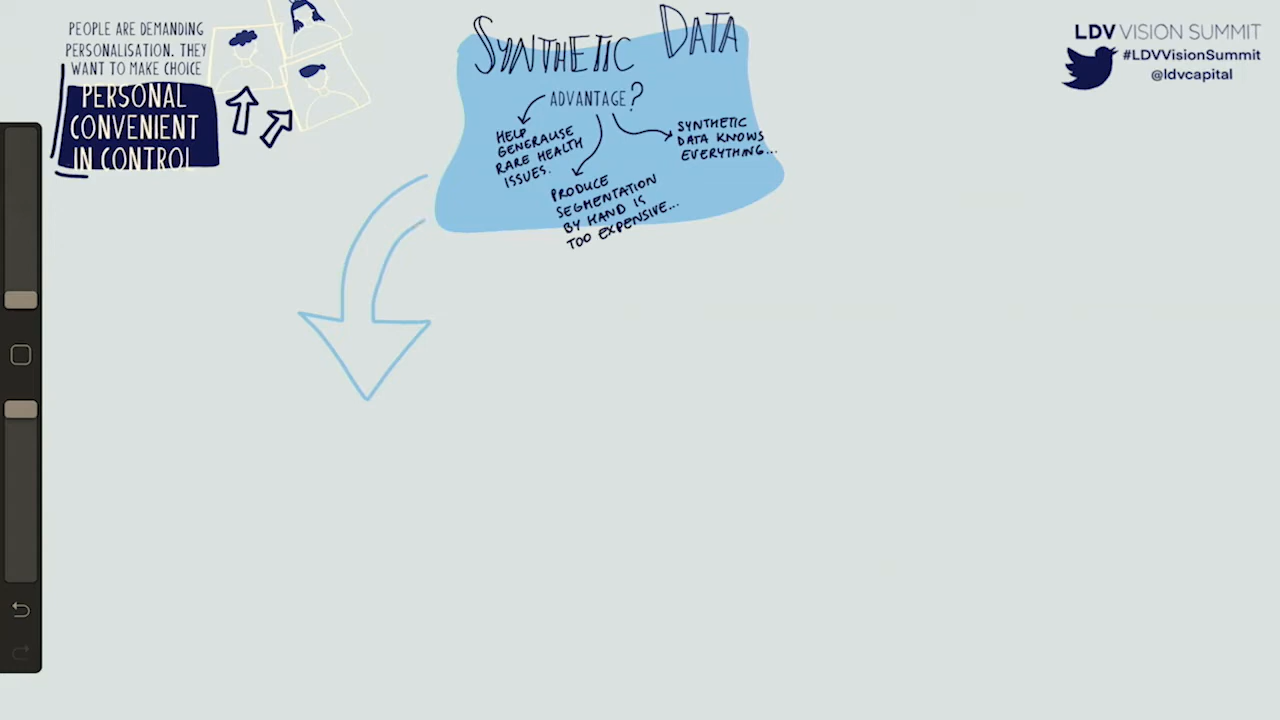 PEOPLE ARE DEMANDING
PERSONALISATION. THEY
WANT TO MAKE CHOICE
PERSONAL
CONVENIENT
IN CONTROL
SYNTHETIC DATA
ADVANTAGE?
HELP
GENERAUSE
RARE HEALTH
ISSUES.
PRODUCE
SEGMENTATION
BY HAND IS
TOO EXPENSIVE...
SYNTHETIC
DATA KNOWS
EVERYTHING...
LDV VISION SUMMIT
#LDVVisionSummit
@ldvcapital